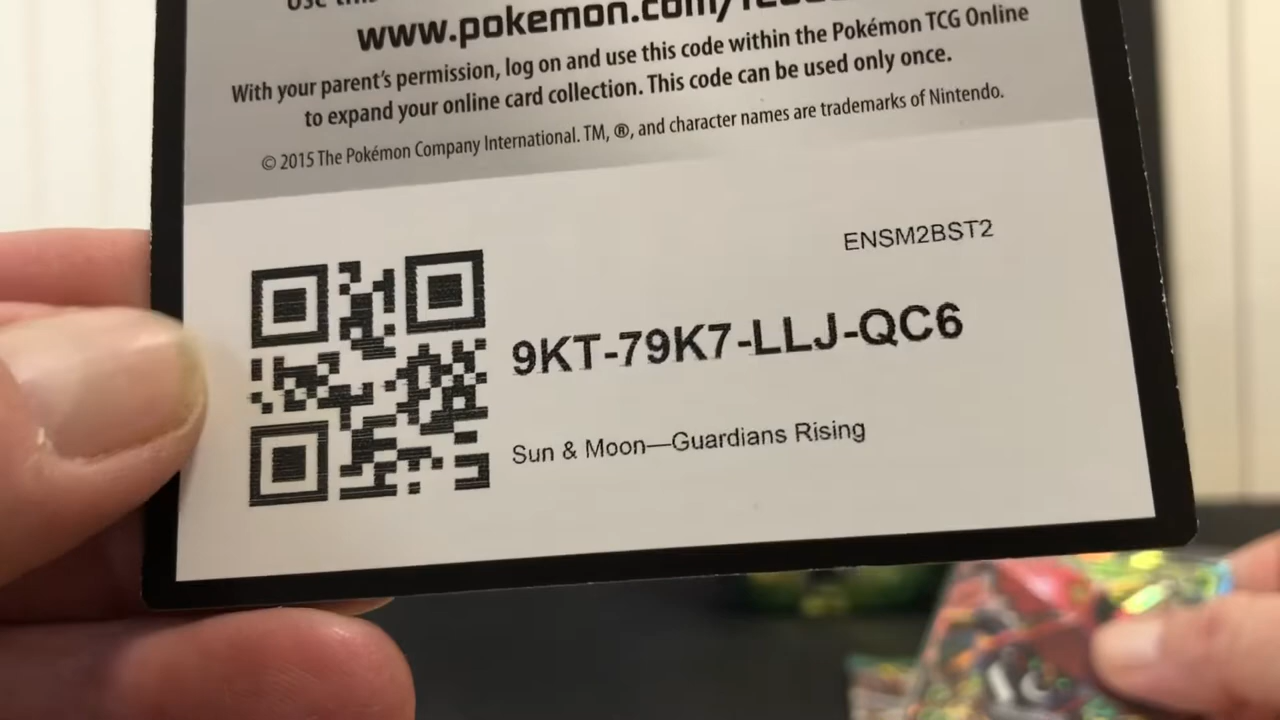 www.pokemon.com/
With your parent's permission, log on and use this code within the Pokémon TCG Online
to expand your online card collection. This code can be used only once.
© 2015 The Pokémon Company International. TM, ®, and character names are trademarks of Nintendo.
ENSM2BST2
9KT-79K7-LLJ-QC6
Sun & Moon—Guardians Rising